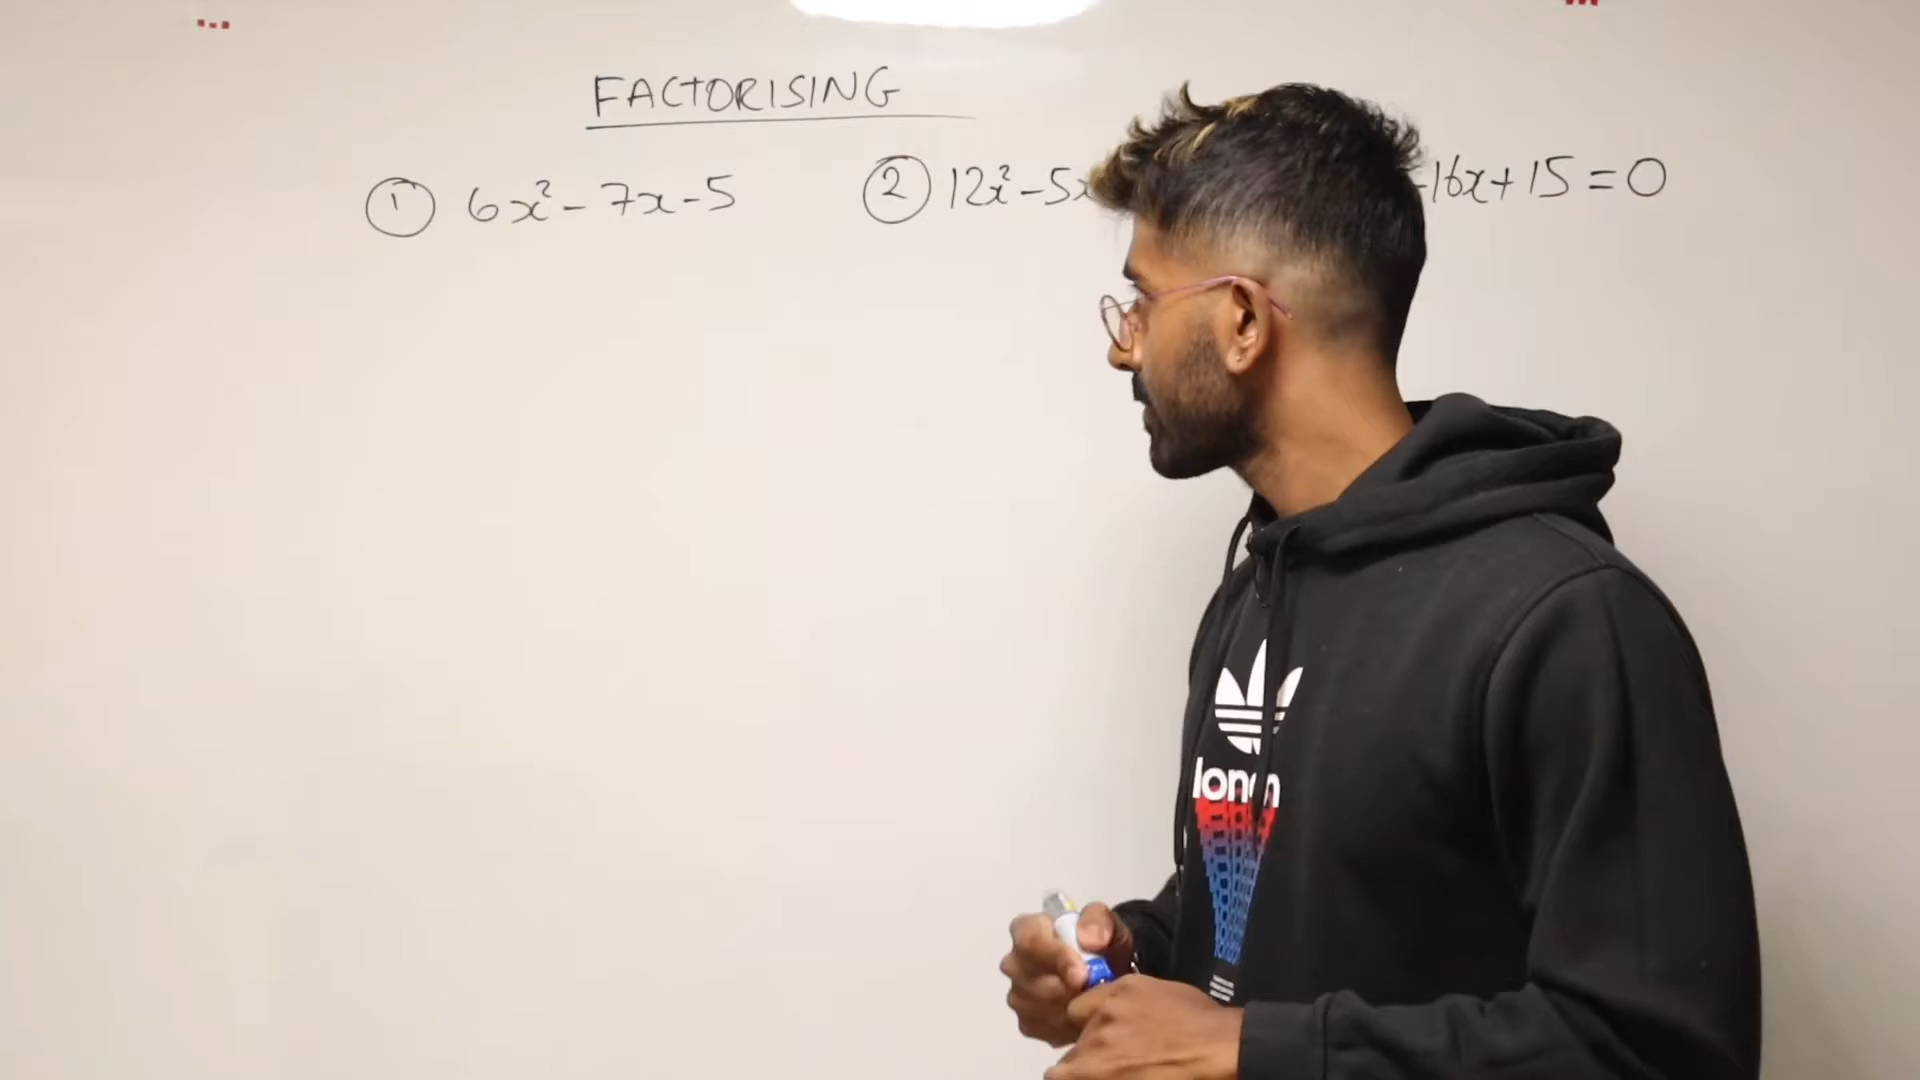 FACTORISING
① 6x² - 7x - 5
② 12x² - 5x
-16x + 15 = 0
london